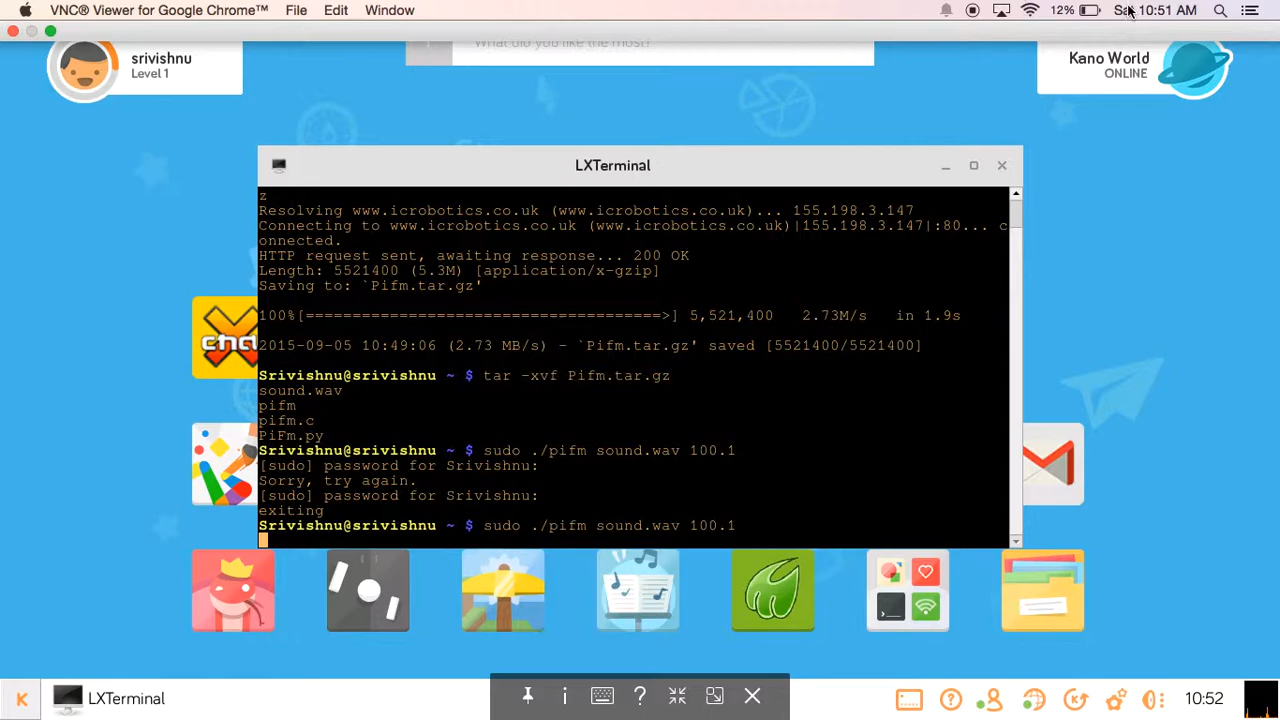 VNC® Viewer for Google Chrome™ File Edit Window 12% Sat 10:51 AM
srivishnu
Level 1
What did you like the most?
Kano World
ONLINE
LXTerminal
z
Resolving www.icrobotics.co.uk (www.icrobotics.co.uk)... 155.198.3.147
Connecting to www.icrobotics.co.uk (www.icrobotics.co.uk)|155.198.3.147|:80... c
onnected.
HTTP request sent, awaiting response... 200 OK
Length: 5521400 (5.3M) [application/x-gzip]
Saving to: `Pifm.tar.gz'
100%[======================================>] 5,521,400 2.73M/s in 1.9s
2015-09-05 10:49:06 (2.73 MB/s) - `Pifm.tar.gz' saved [5521400/5521400]
Srivishnu@srivishnu ~ $ tar -xvf Pifm.tar.gz
sound.wav
pifm
pifm.c
PiFm.py
Srivishnu@srivishnu ~ $ sudo ./pifm sound.wav 100.1
[sudo] password for Srivishnu:
Sorry, try again.
[sudo] password for Srivishnu:
exiting
Srivishnu@srivishnu ~ $ sudo ./pifm sound.wav 100.1
K LXTerminal 10:52